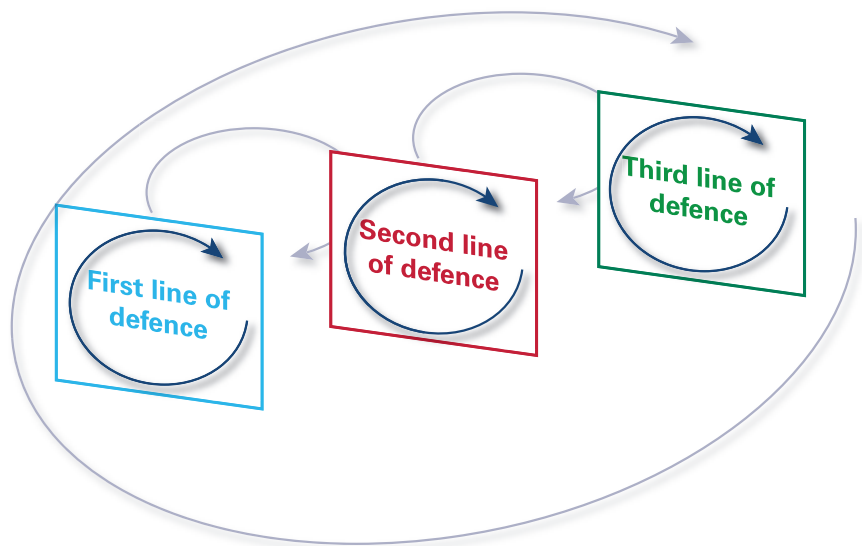 First line of
defence
Second line
of defence
Third line of
defence